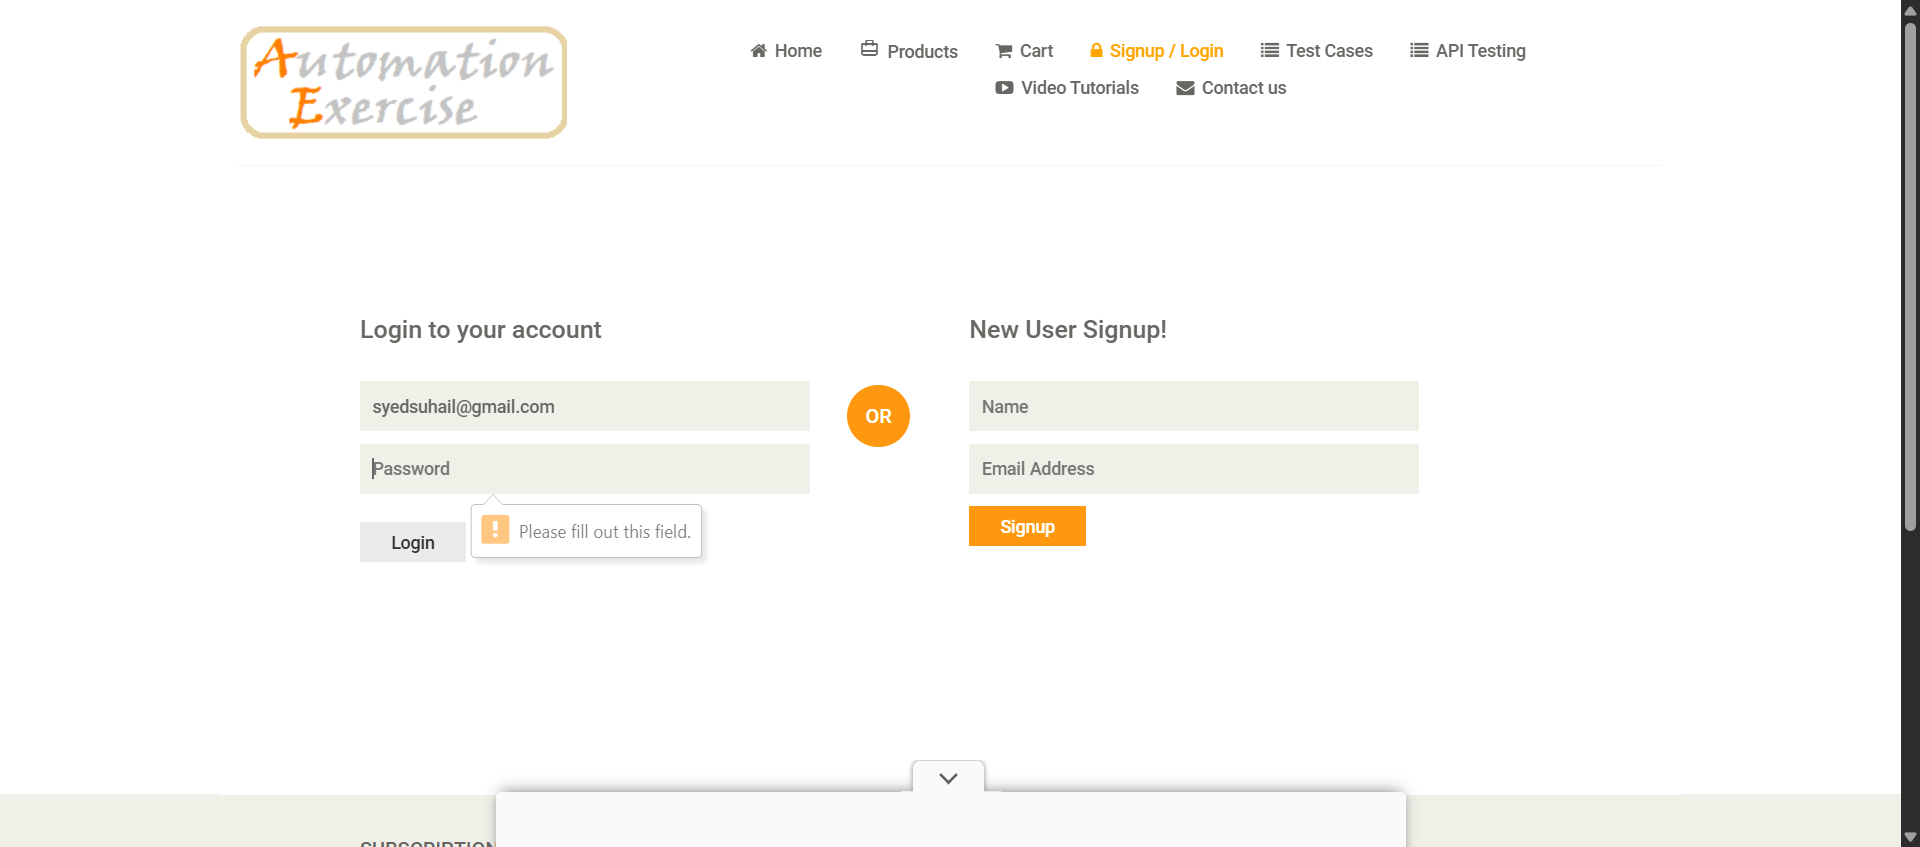 Automation
Exercise
Home
Products
Cart
Signup / Login
Test Cases
API Testing
Video Tutorials
Contact us
Login to your account
syedsuhail@gmail.com
Password
Please fill out this field.
Login
OR
New User Signup!
Name
Email Address
Signup
SUBSCRIPTION